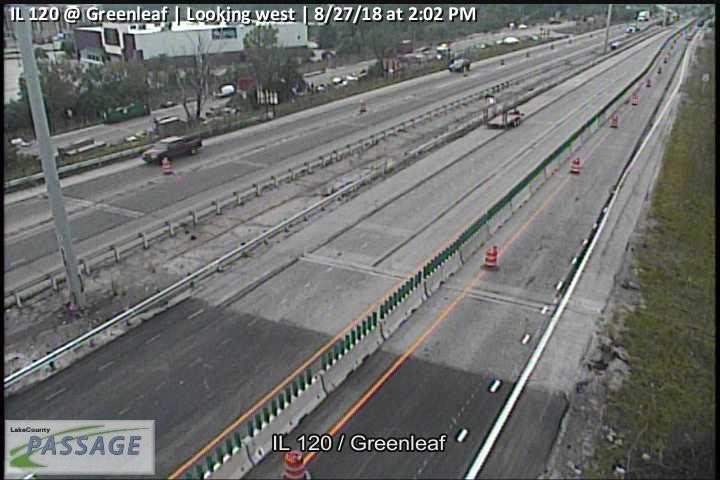 IL 120 @ Greenleaf | Looking west | 8/27/18 at 2:02 PM
LakeCounty
PASSAGE
IL 120 / Greenleaf